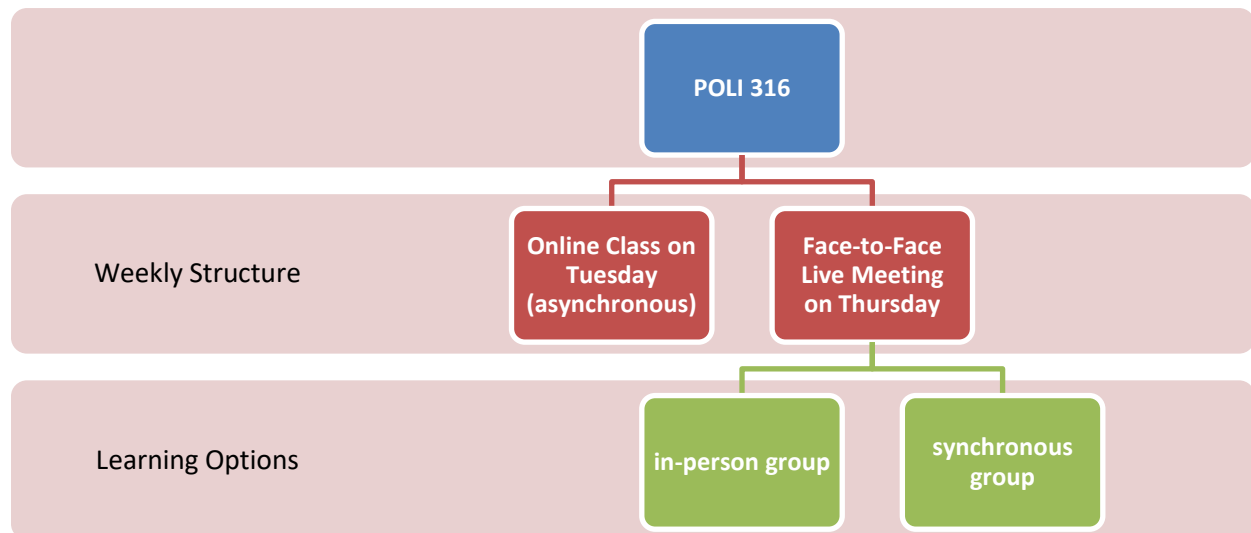 POLI 316
Weekly Structure
Online Class on
Tuesday
(asynchronous)
Face-to-Face
Live Meeting
on Thursday
Learning Options
in-person group
synchronous
group